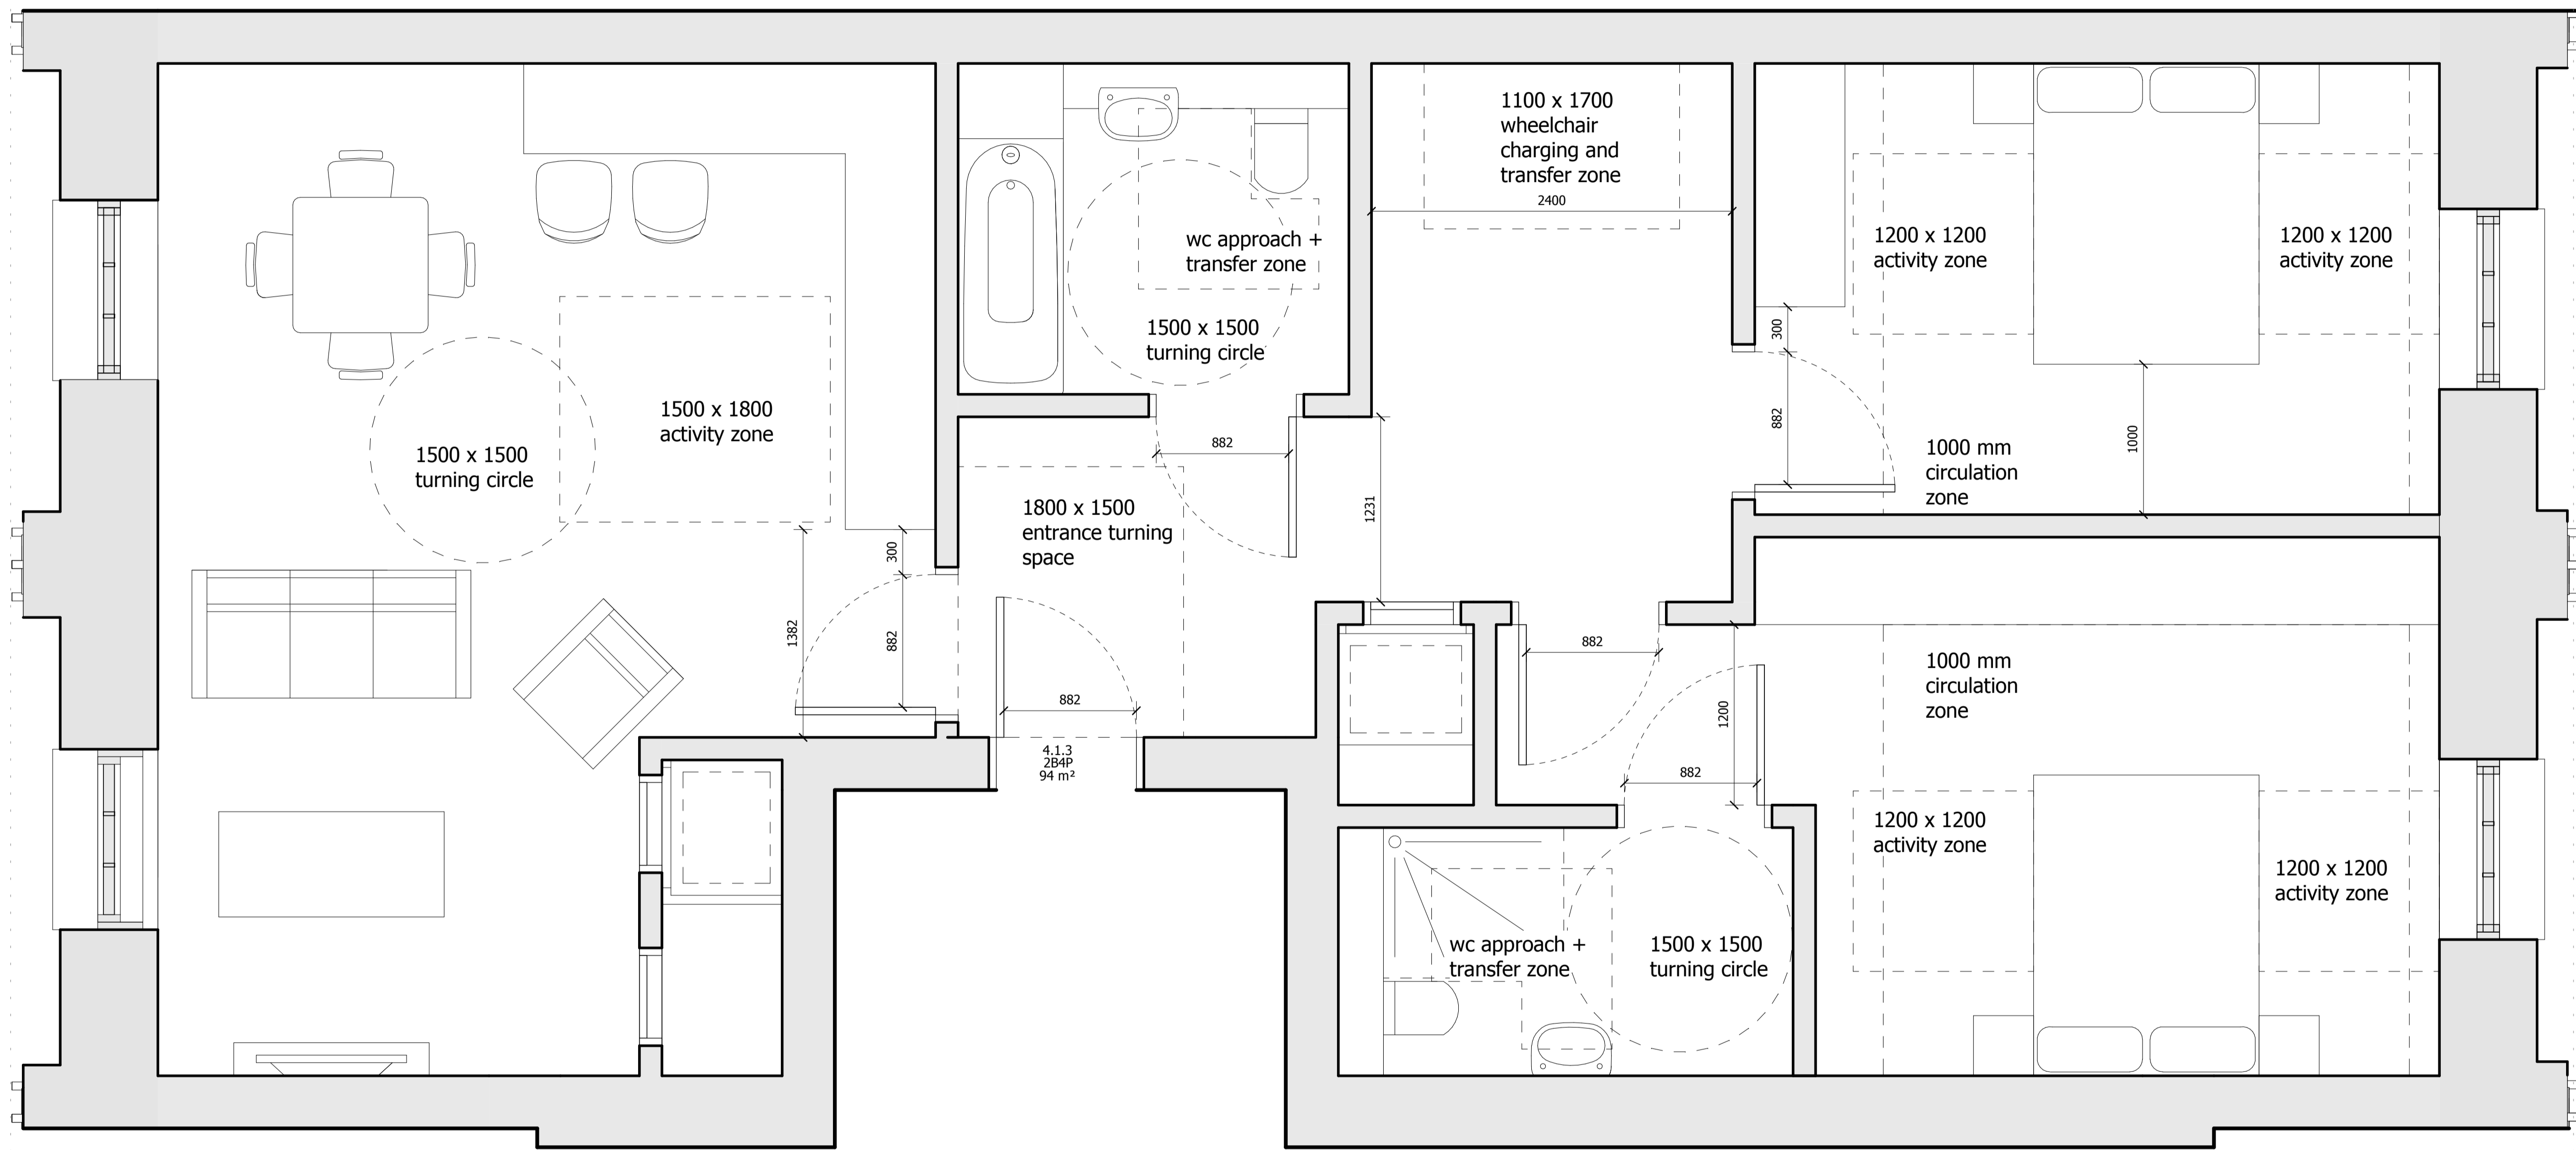 1100 x 1700
wheelchair
charging and
transfer zone
2400
wc approach +
transfer zone
1500 x 1500
turning circle
1200 x 1200
activity zone
1200 x 1200
activity zone
300
882
1000
1000 mm
circulation
zone
1500 x 1800
activity zone
1500 x 1500
turning circle
882
1231
1800 x 1500
entrance turning
space
300
882
1382
882
4.1.3
2B4P
94 m²
882
1200
882
1000 mm
circulation
zone
1200 x 1200
activity zone
1200 x 1200
activity zone
wc approach +
transfer zone
1500 x 1500
turning circle